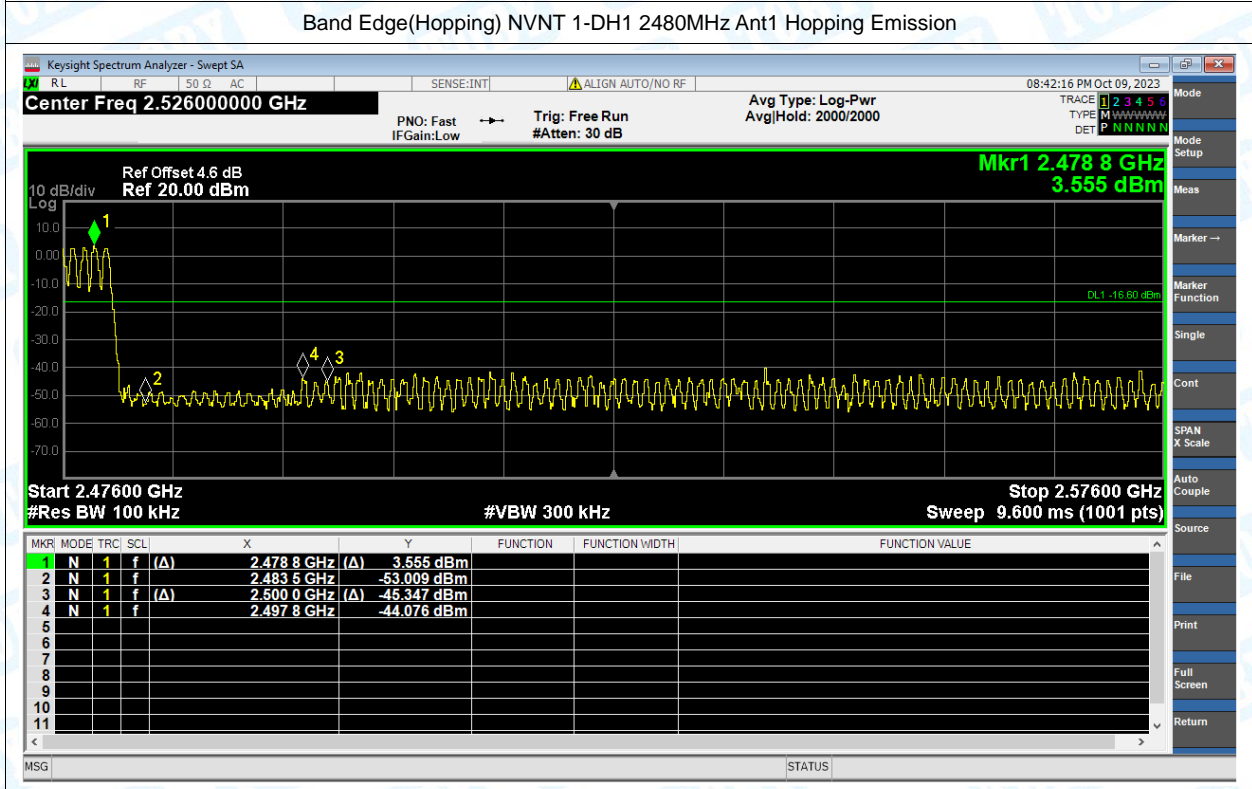 Band Edge(Hopping) NVNT 1-DH1 2480MHz Ant1 Hopping Emission
Keysight Spectrum Analyzer - Swept SA
LXI RL RF 50 Ω AC SENSE:INT ALIGN AUTO/NO RF 08:42:16 PM Oct 09, 2023
Center Freq 2.526000000 GHz
PNO: Fast
IFGain:Low
Trig: Free Run
#Atten: 30 dB
Avg Type: Log-Pwr
Avg|Hold: 2000/2000
TRACE 1 2 3 4 5 6
TYPE M WWWWW
DET P N N N N N
Mkr1 2.478 8 GHz
3.555 dBm
Ref Offset 4.6 dB
10 dB/div Ref 20.00 dBm
Log
10.0
0.00
-10.0
-20.0
-30.0
-40.0
-50.0
-60.0
-70.0
1
2
4
3
DL1 -16.60 dBm
Start 2.47600 GHz Stop 2.57600 GHz
#Res BW 100 kHz #VBW 300 kHz Sweep 9.600 ms (1001 pts)
MKR MODE TRC SCL X Y FUNCTION FUNCTION WIDTH FUNCTION VALUE
1 N 1 f (Δ) 2.478 8 GHz (Δ) 3.555 dBm
2 N 1 f 2.483 5 GHz -53.009 dBm
3 N 1 f (Δ) 2.500 0 GHz (Δ) -45.347 dBm
4 N 1 f 2.497 8 GHz -44.076 dBm
5
6
7
8
9
10
11
MSG STATUS
Mode
Mode
Setup
Meas
Marker →
Marker
Function
Single
Cont
SPAN
X Scale
Auto
Couple
Source
File
Print
Full
Screen
Return